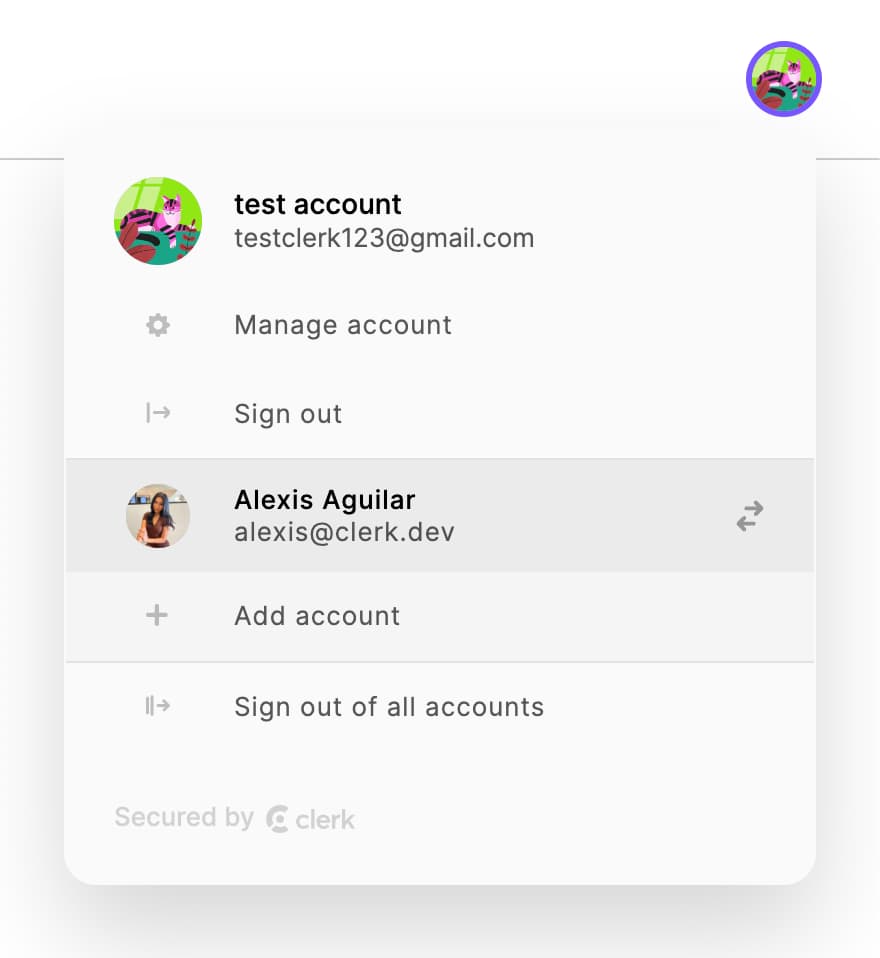 test account
testclerk123@gmail.com
Manage account
Sign out
Alexis Aguilar
alexis@clerk.dev
Add account
Sign out of all accounts
Secured by clerk